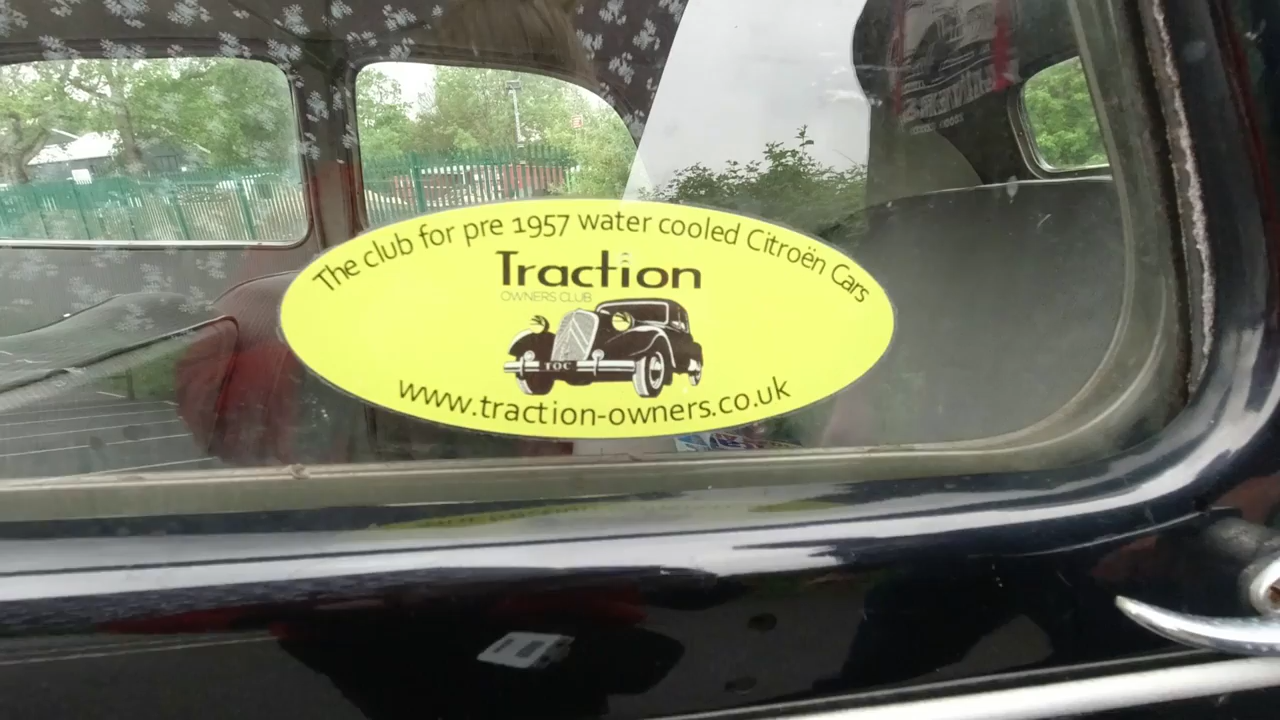 The club for pre 1957 water cooled Citroën Cars
Traction
OWNERS CLUB
TOC
www.traction-owners.co.uk